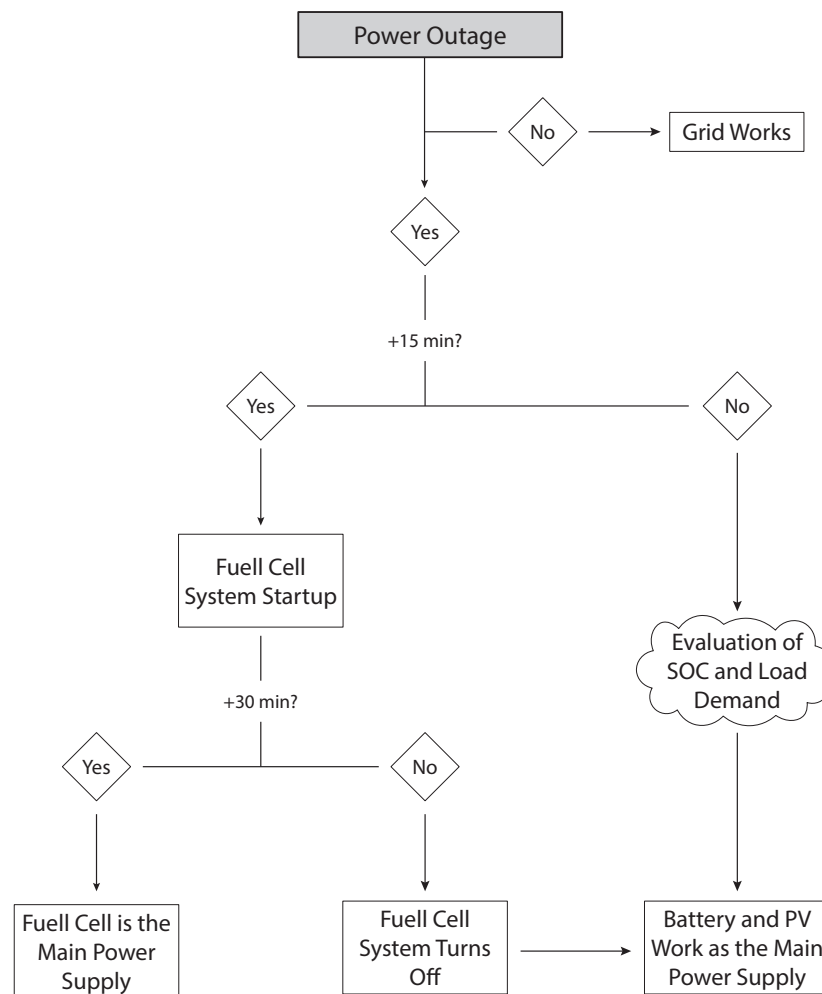 Power Outage
No
Grid Works
Yes
+15 min?
Yes
No
Fuell Cell
System Startup
Evaluation of
SOC and Load
Demand
+30 min?
Yes
No
Fuell Cell is the
Main Power
Supply
Fuell Cell
System Turns
Off
Battery and PV
Work as the Main
Power Supply